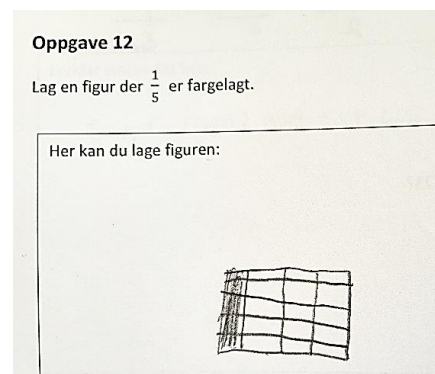 Oppgave 12
Lag en figur der 1/5 er fargelagt.
Her kan du lage figuren: